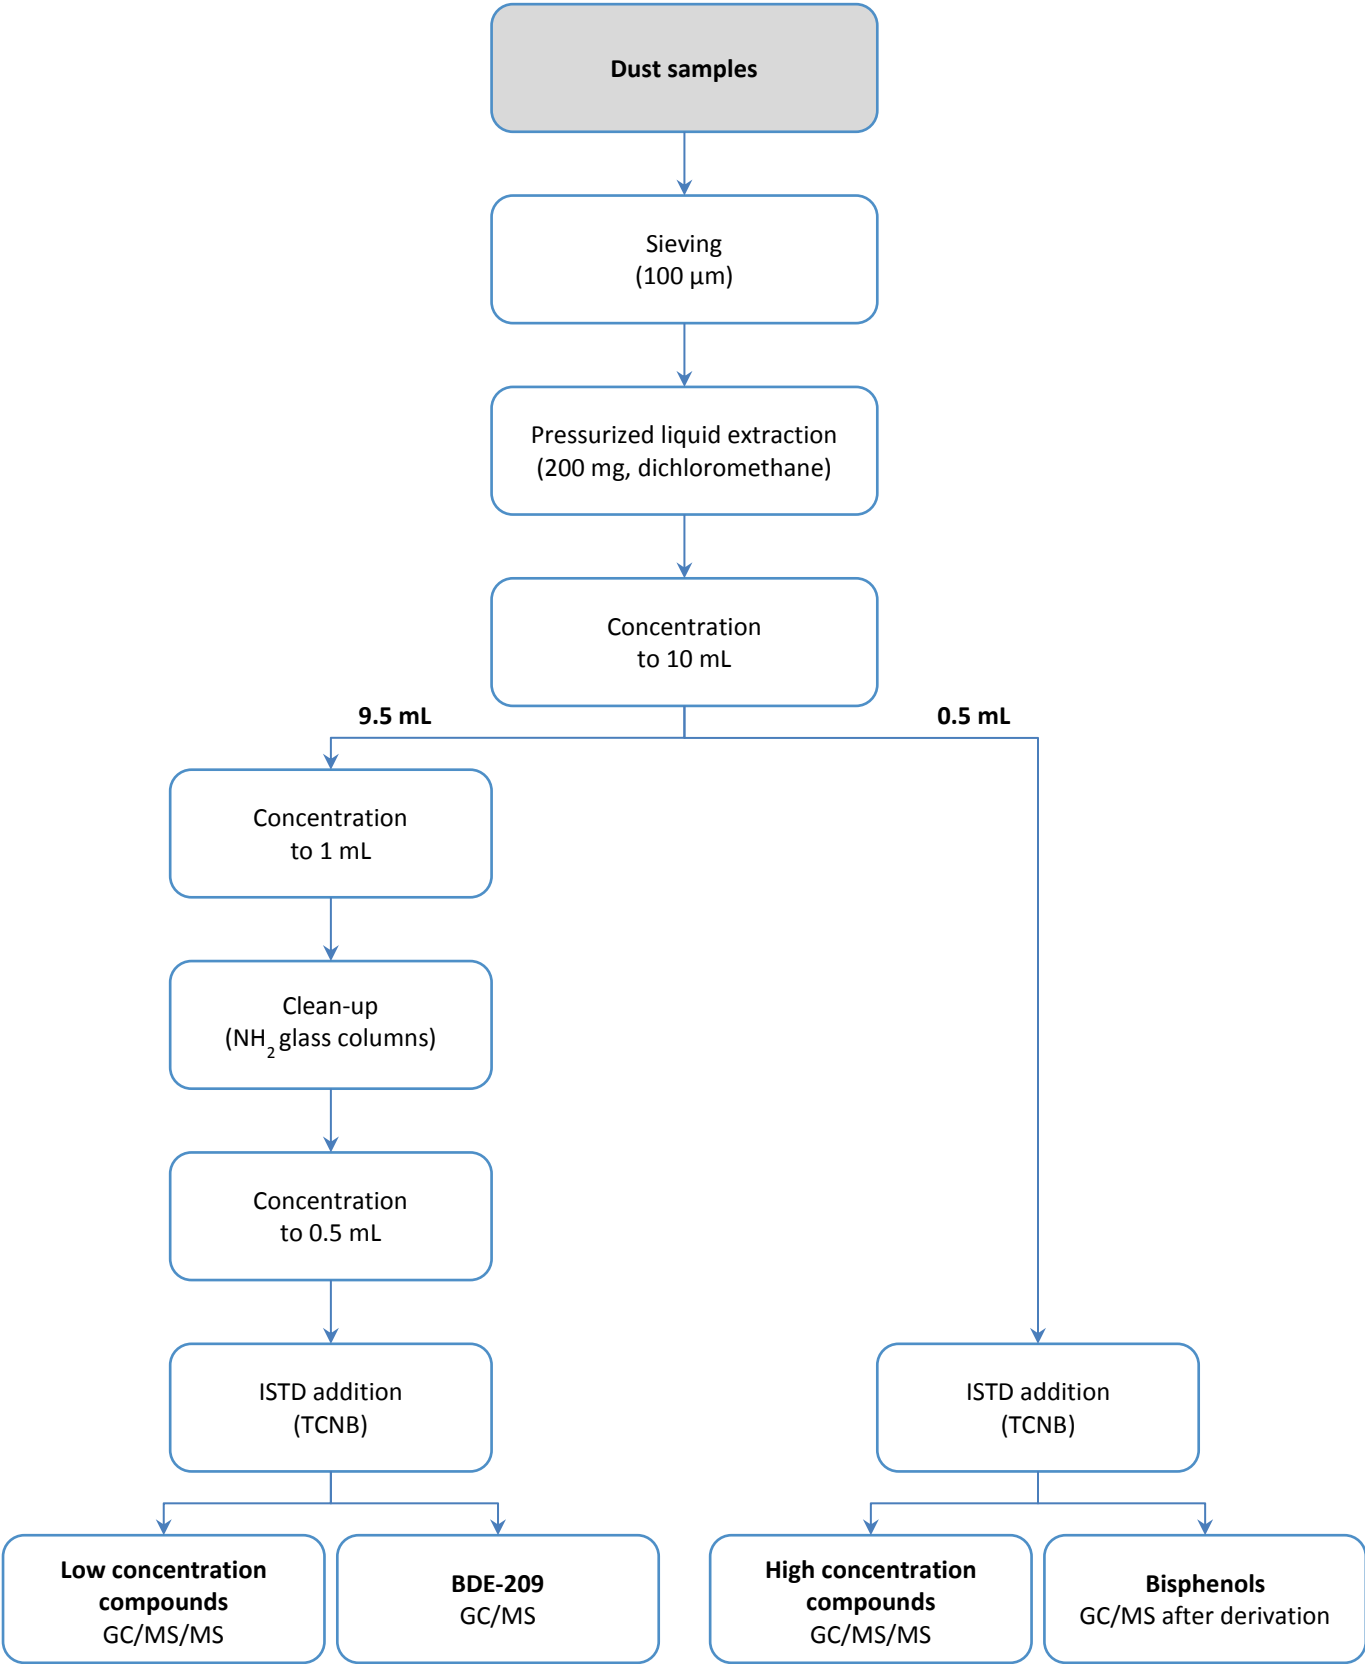 Dust samples
Sieving
(100 µm)
Pressurized liquid extraction
(200 mg, dichloromethane)
Concentration
to 10 mL
9.5 mL
0.5 mL
Concentration
to 1 mL
Clean-up
(NH2 glass columns)
Concentration
to 0.5 mL
ISTD addition
(TCNB)
ISTD addition
(TCNB)
Low concentration
compounds
GC/MS/MS
BDE-209
GC/MS
High concentration
compounds
GC/MS/MS
Bisphenols
GC/MS after derivation